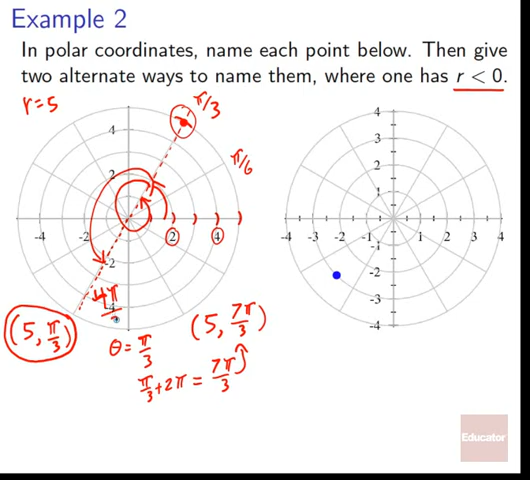 Example 2
In polar coordinates, name each point below. Then give
two alternate ways to name them, where one has r < 0.
r=5
π/3
π/6
4
2
-4 -2 2 4
-2
-4
4π/3
(5, π/3)
θ = π/3
(5, 7π/3)
π/3 + 2π = 7π/3
4
3
2
1
-4 -3 -2 -1 1 2 3 4
-1
-2
-3
-4
Educator